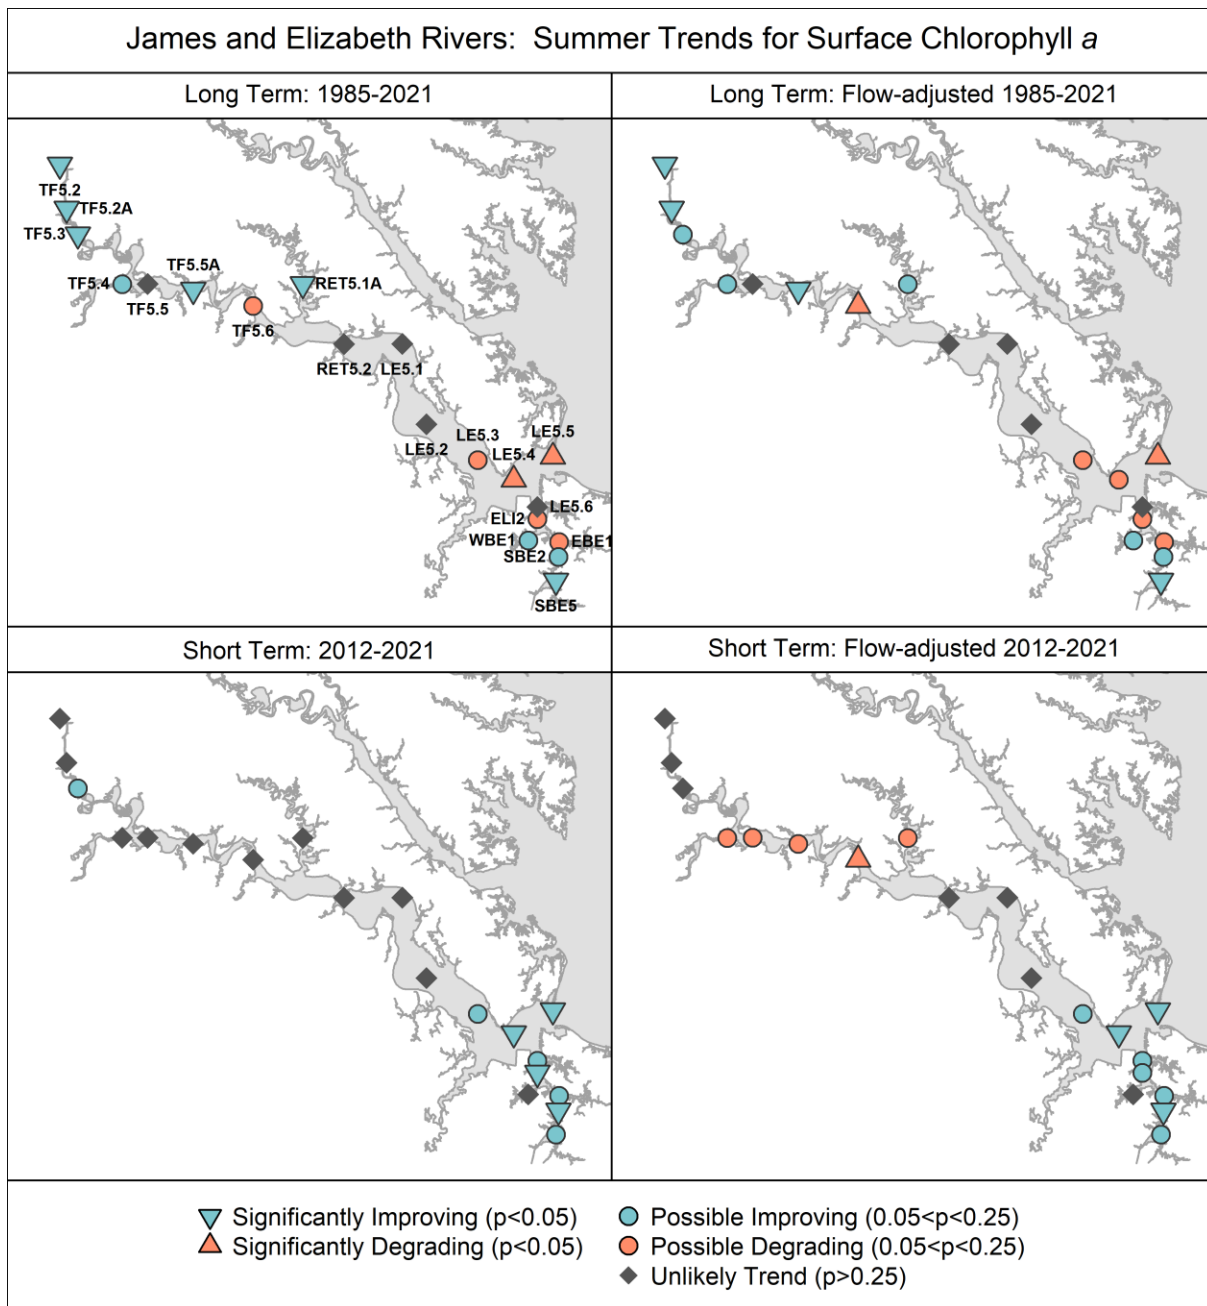 James and Elizabeth Rivers:  Summer Trends for Surface Chlorophyll a
Long Term: 1985-2021
Long Term: Flow-adjusted 1985-2021
TF5.2
TF5.2A
TF5.3
TF5.4
TF5.5
TF5.5A
RET5.1A
TF5.6
RET5.2
LE5.1
LE5.2
LE5.3
LE5.4
LE5.5
LE5.6
ELI2
WBE1
EBE1
SBE2
SBE5
Short Term: 2012-2021
Short Term: Flow-adjusted 2012-2021
Significantly Improving (p<0.05)
Significantly Degrading (p<0.05)
Possible Improving (0.05<p<0.25)
Possible Degrading (0.05<p<0.25)
Unlikely Trend (p>0.25)